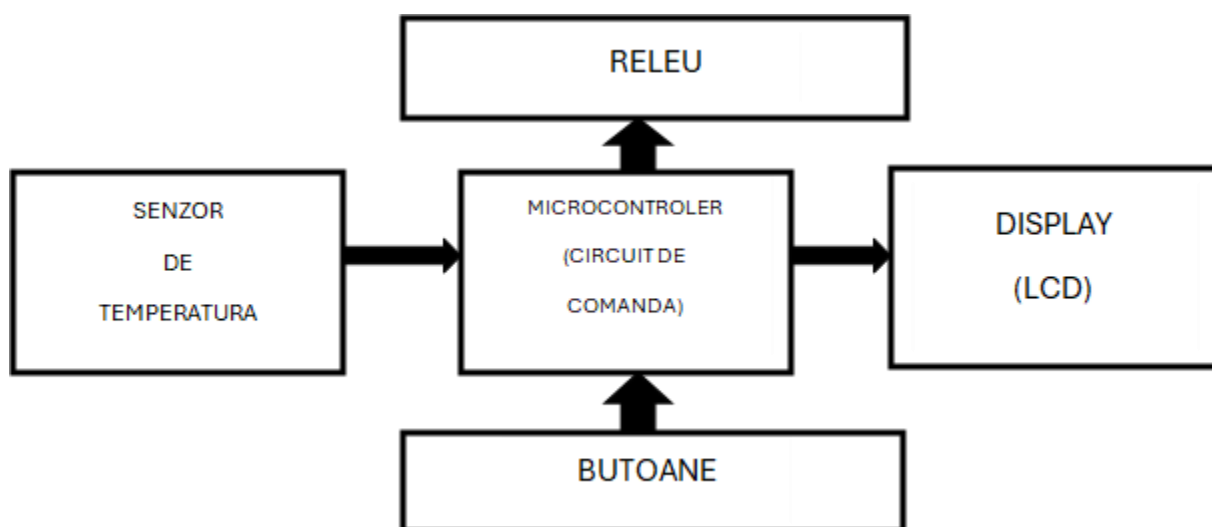 RELEU
SENZOR
DE
TEMPERATURA
MICROCONTROLER
(CIRCUIT DE
COMANDA)
DISPLAY
(LCD)
BUTOANE